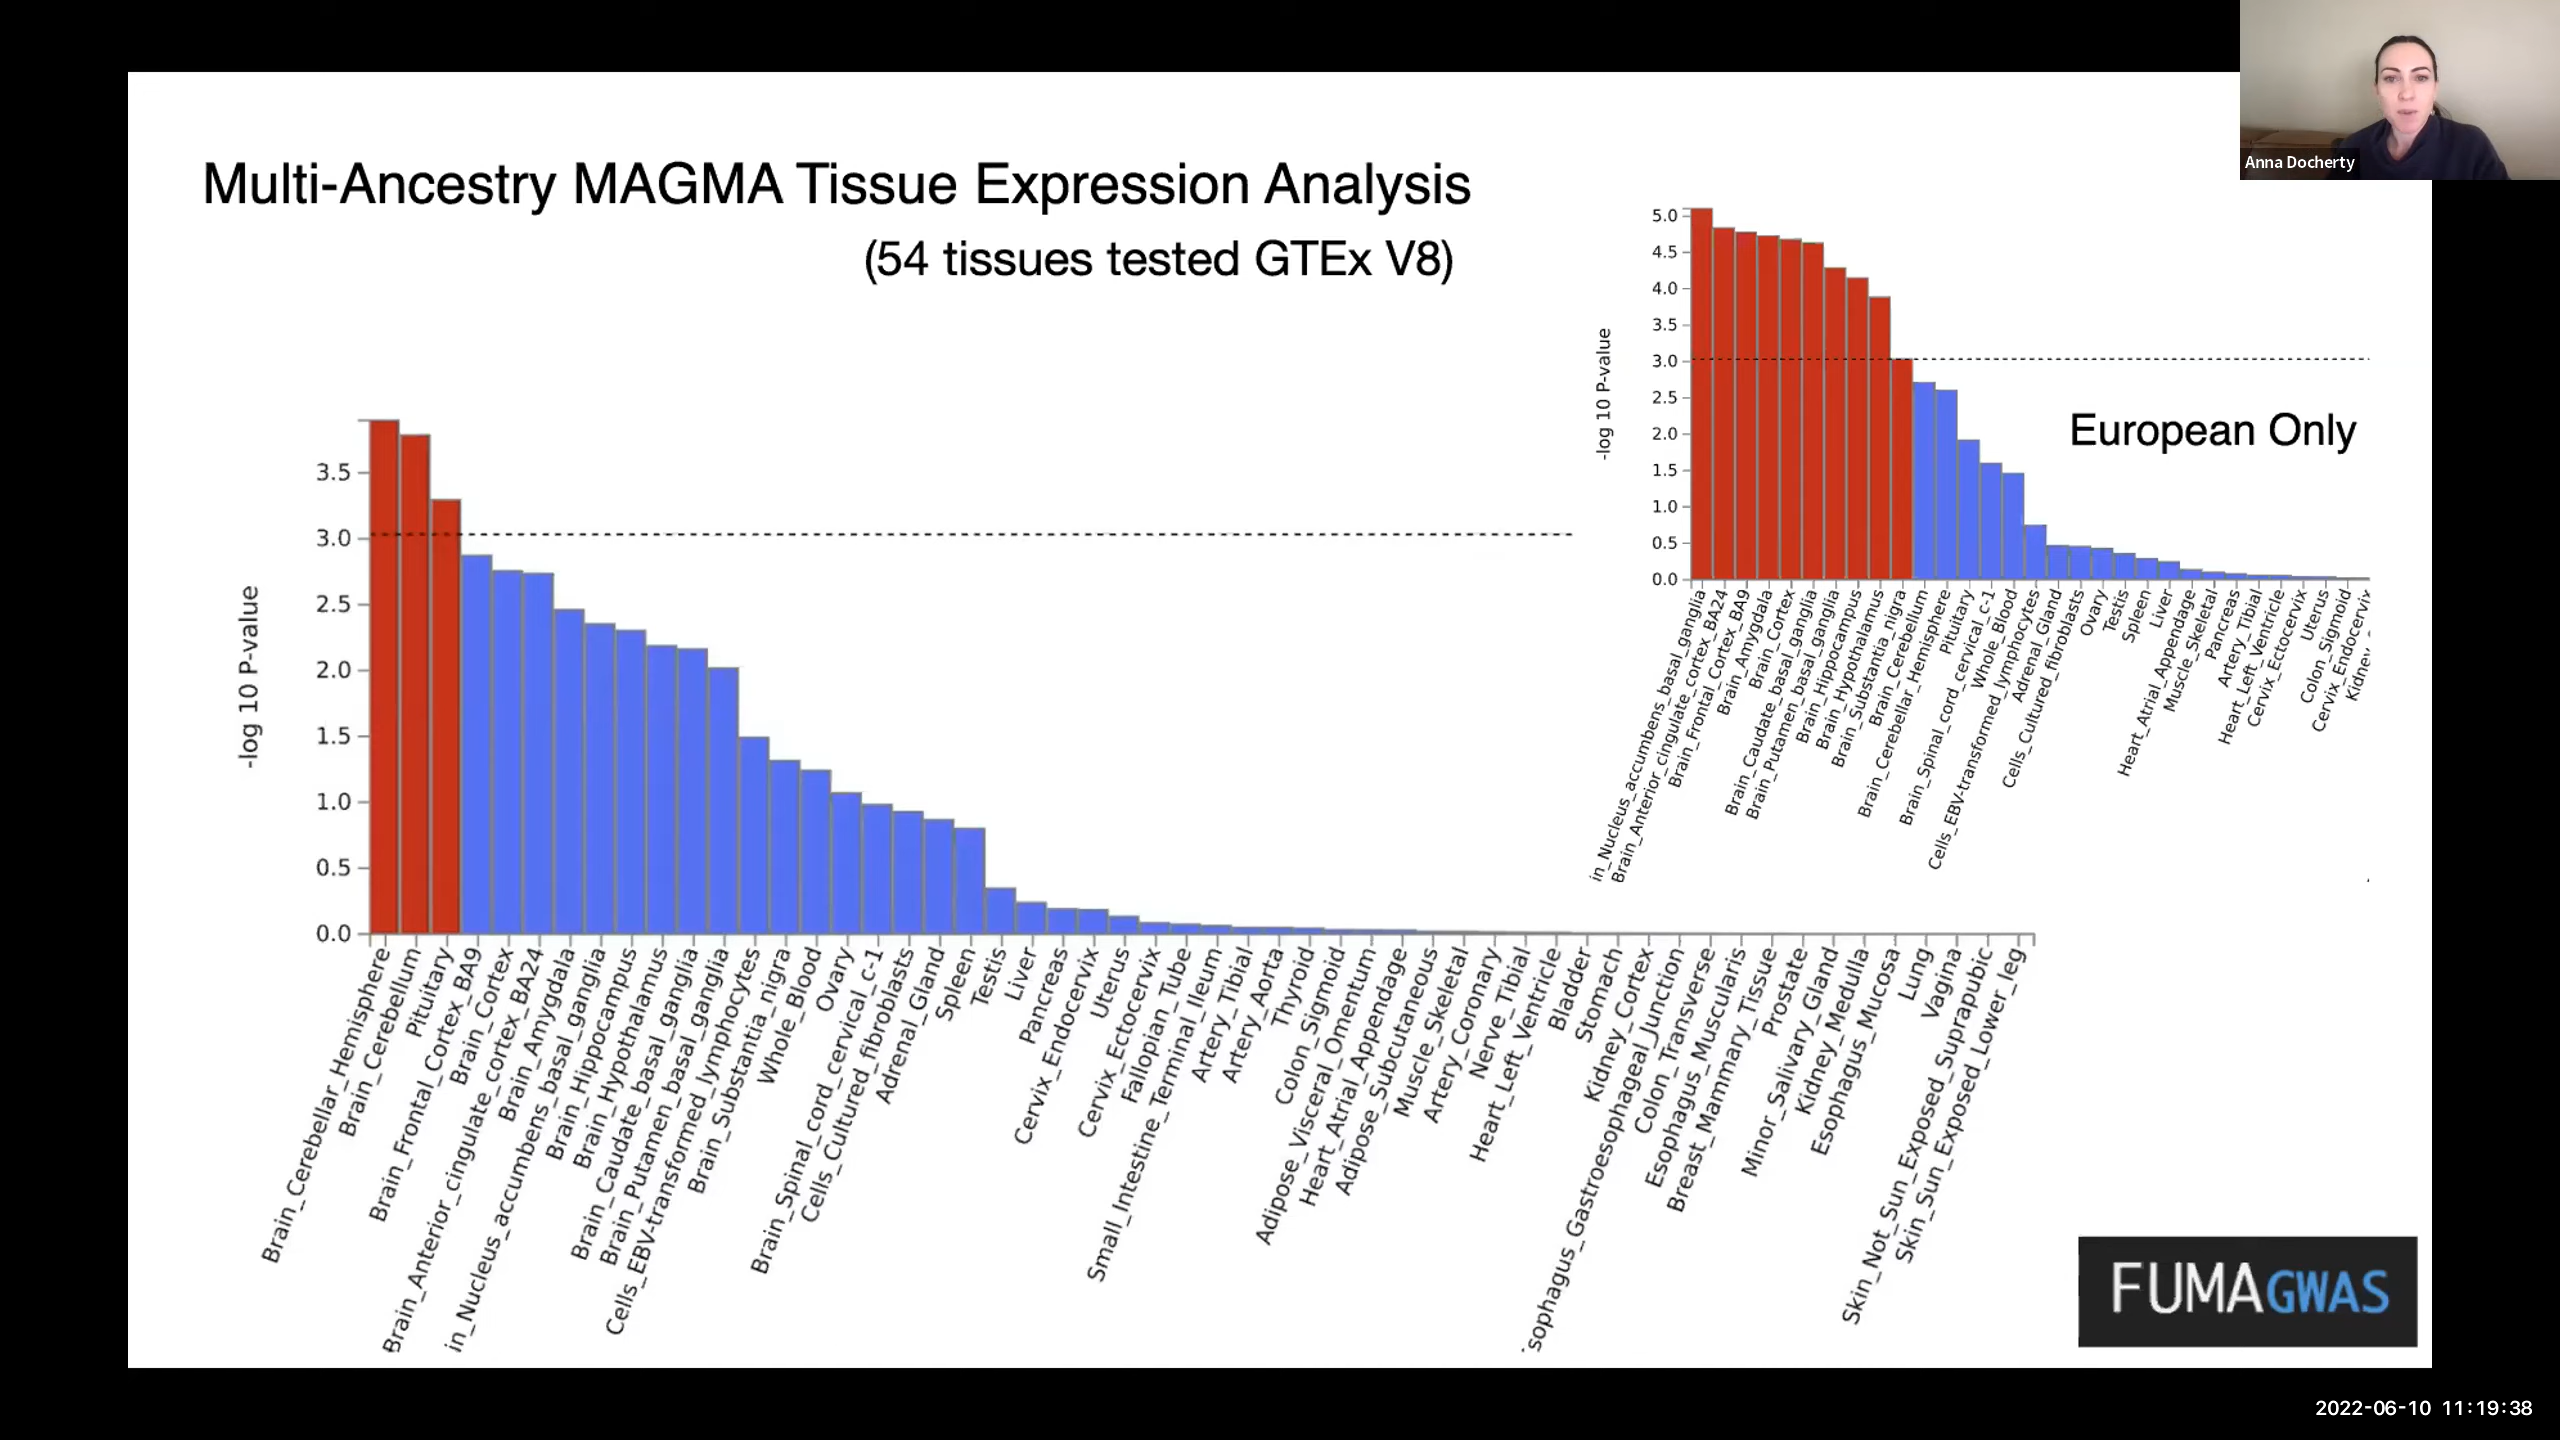 Anna Docherty
Multi-Ancestry MAGMA Tissue Expression Analysis
(54 tissues tested GTEx V8)
-log 10 P-value
3.5
3.0
2.5
2.0
1.5
1.0
0.5
0.0
Brain_Cerebellar_Hemisphere
Brain_Cerebellum
Pituitary
Brain_Frontal_Cortex_BA9
Brain_Cortex
Brain_Anterior_cingulate_cortex_BA24
Brain_Amygdala
in_Nucleus_accumbens_basal_ganglia
Brain_Hippocampus
Brain_Hypothalamus
Brain_Caudate_basal_ganglia
Brain_Putamen_basal_ganglia
Cells_EBV-transformed_lymphocytes
Brain_Substantia_nigra
Whole_Blood
Ovary
Brain_Spinal_cord_cervical_c-1
Cells_Cultured_fibroblasts
Adrenal_Gland
Spleen
Testis
Liver
Pancreas
Cervix_Endocervix
Uterus
Cervix_Ectocervix
Fallopian_Tube
Small_Intestine_Terminal_Ileum
Artery_Tibial
Artery_Aorta
Thyroid
Colon_Sigmoid
Adipose_Visceral_Omentum
Heart_Atrial_Appendage
Adipose_Subcutaneous
Muscle_Skeletal
Artery_Coronary
Nerve_Tibial
Heart_Left_Ventricle
Bladder
Stomach
Kidney_Cortex
sophagus_Gastroesophageal_Junction
Colon_Transverse
Esophagus_Muscularis
Breast_Mammary_Tissue
Prostate
Minor_Salivary_Gland
Kidney_Medulla
Esophagus_Mucosa
Lung
Vagina
Skin_Not_Sun_Exposed_Suprapubic
Skin_Sun_Exposed_Lower_leg
-log 10 P-value
5.0
4.5
4.0
3.5
3.0
2.5
2.0
1.5
1.0
0.5
0.0
European Only
in_Nucleus_accumbens_basal_ganglia
Brain_Anterior_cingulate_cortex_BA24
Brain_Frontal_Cortex_BA9
Brain_Amygdala
Brain_Cortex
Brain_Caudate_basal_ganglia
Brain_Putamen_basal_ganglia
Brain_Hippocampus
Brain_Hypothalamus
Brain_Substantia_nigra
Brain_Cerebellum
Brain_Cerebellar_Hemisphere
Pituitary
Brain_Spinal_cord_cervical_c-1
Whole_Blood
Cells_EBV-transformed_lymphocytes
Adrenal_Gland
Cells_Cultured_fibroblasts
Ovary
Testis
Spleen
Liver
Heart_Atrial_Appendage
Muscle_Skeletal
Pancreas
Artery_Tibial
Heart_Left_Ventricle
Cervix_Ectocervix
Uterus
Colon_Sigmoid
Cervix_Endocervix
Kidney_
FUMAGWAS
2022-06-10 11:19:38